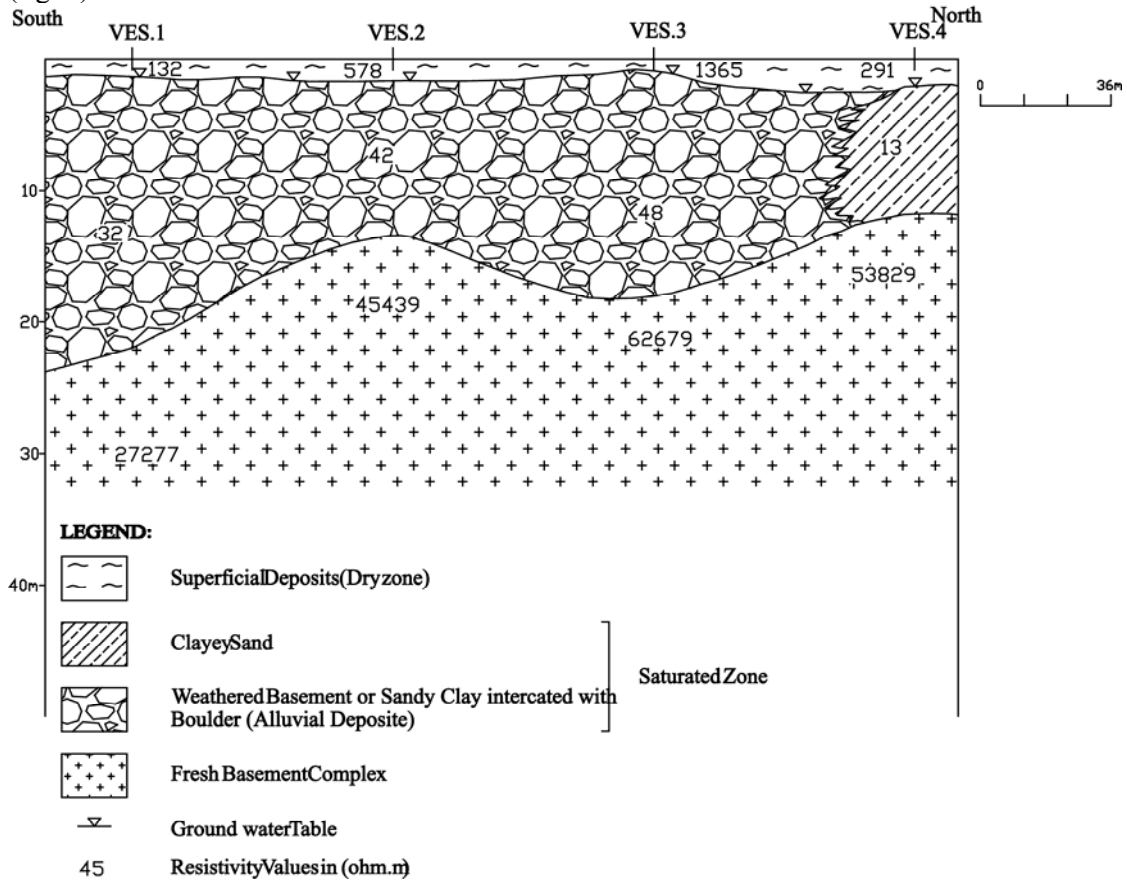 South
North
VES.1
VES.2
VES.3
VES.4
132
578
1365
291
0
36m
42
13
10
32
48
53829
45439
20
62679
30
27277
LEGEND:
40m
SuperficialDeposits(Dryzone)
ClayeySand
SaturatedZone
WeatheredBasement or Sandy Clay intercated with
Boulder (Alluvial Deposite)
Fresh BasementComplex
Ground waterTable
45
ResistivityValuesin (ohm.m)